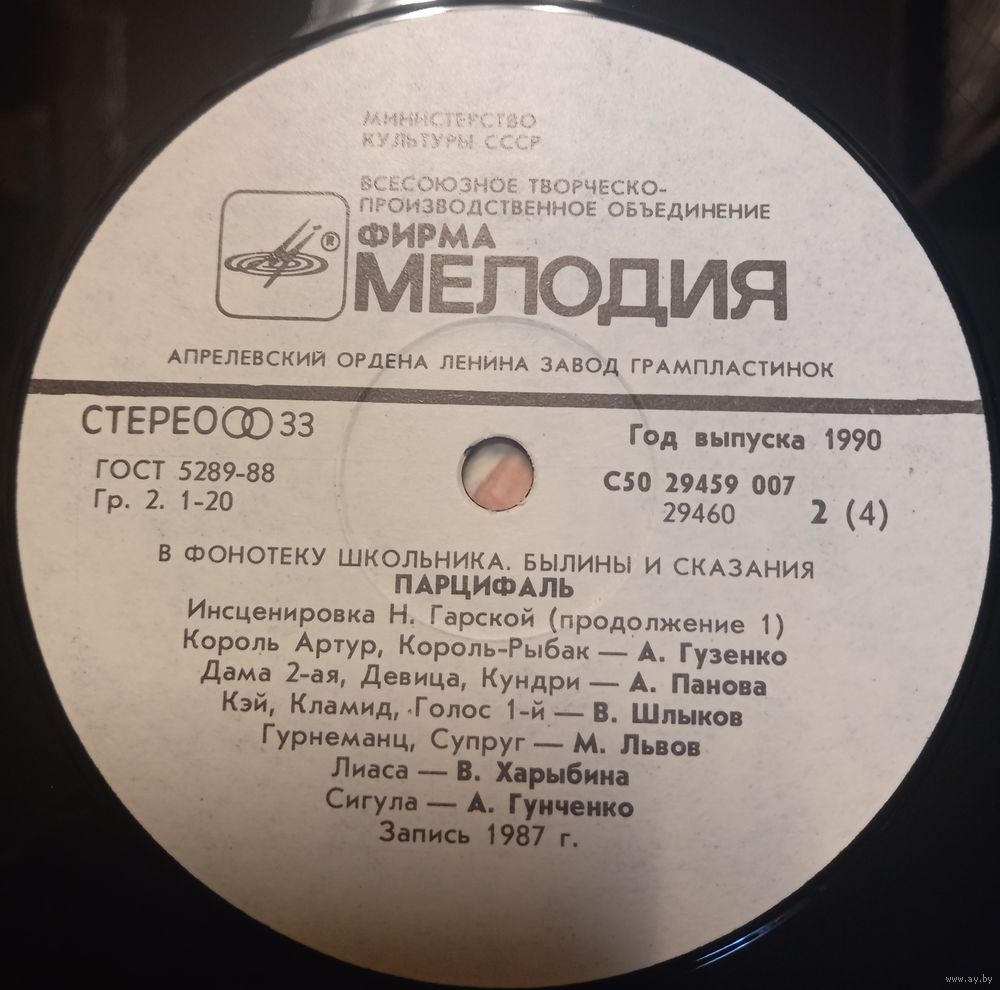 МИНИСТЕРСТВО
КУЛЬТУРЫ СССР
ВСЕСОЮЗНОЕ ТВОРЧЕСКО-
ПРОИЗВОДСТВЕННОЕ ОБЪЕДИНЕНИЕ
®
ФИРМА
МЕЛОДИЯ
АПРЕЛЕВСКИЙ ОРДЕНА ЛЕНИНА ЗАВОД ГРАМПЛАСТИНОК
СТЕРЕО 33
Год выпуска 1990
ГОСТ 5289-88
С50 29459 007
Гр. 2. 1-20
29460 2 (4)
В ФОНОТЕКУ ШКОЛЬНИКА. БЫЛИНЫ И СКАЗАНИЯ
ПАРЦИФАЛЬ
Инсценировка Н. Гарской (продолжение 1)
Король Артур, Король-Рыбак — А. Гузенко
Дама 2-ая, Девица, Кундри — А. Панова
Кэй, Кламид, Голос 1-й — В. Шлыков
Гурнеманц, Супруг — М. Львов
Лиаса — В. Харыбина
Сигула — А. Гунченко
Запись 1987 г.
www.ay.by